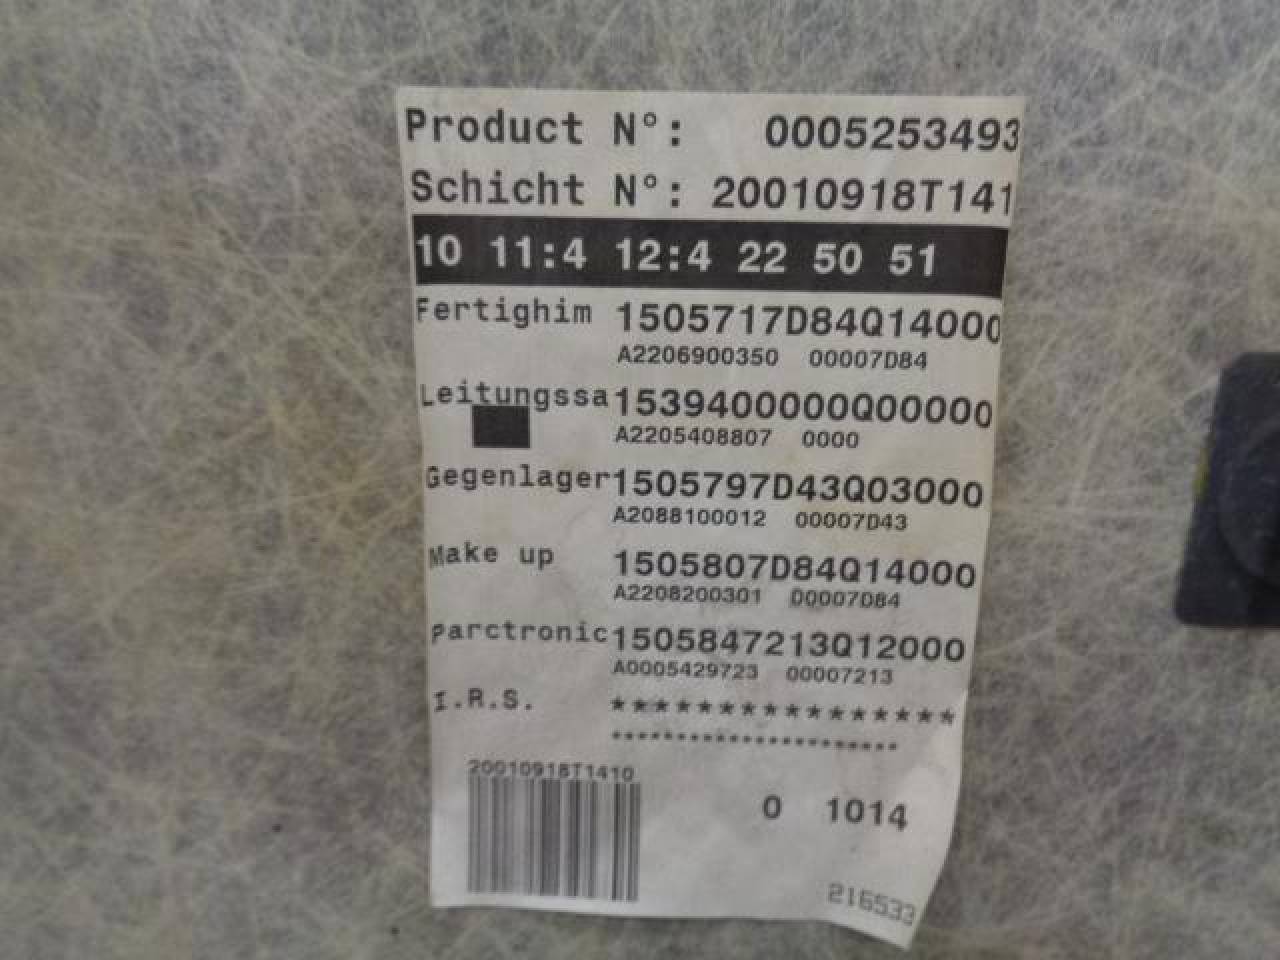 Product N°: 0005253493
Schicht N°: 20010918T141
10 11:4 12:4 22 50 51
Fertighim 1505717D84Q14000
A2206900350 00007D84
Leitungssa 1539400000Q00000
A2205408807 0000
Gegenlager 1505797D43Q03000
A2088100012 00007D43
Make up 1505807D84Q14000
A2208200301 00007D84
parctronic 1505847213Q12000
A0005429723 00007213
I.R.S. ****************
**********************
20010918T1410
0 1014
216533